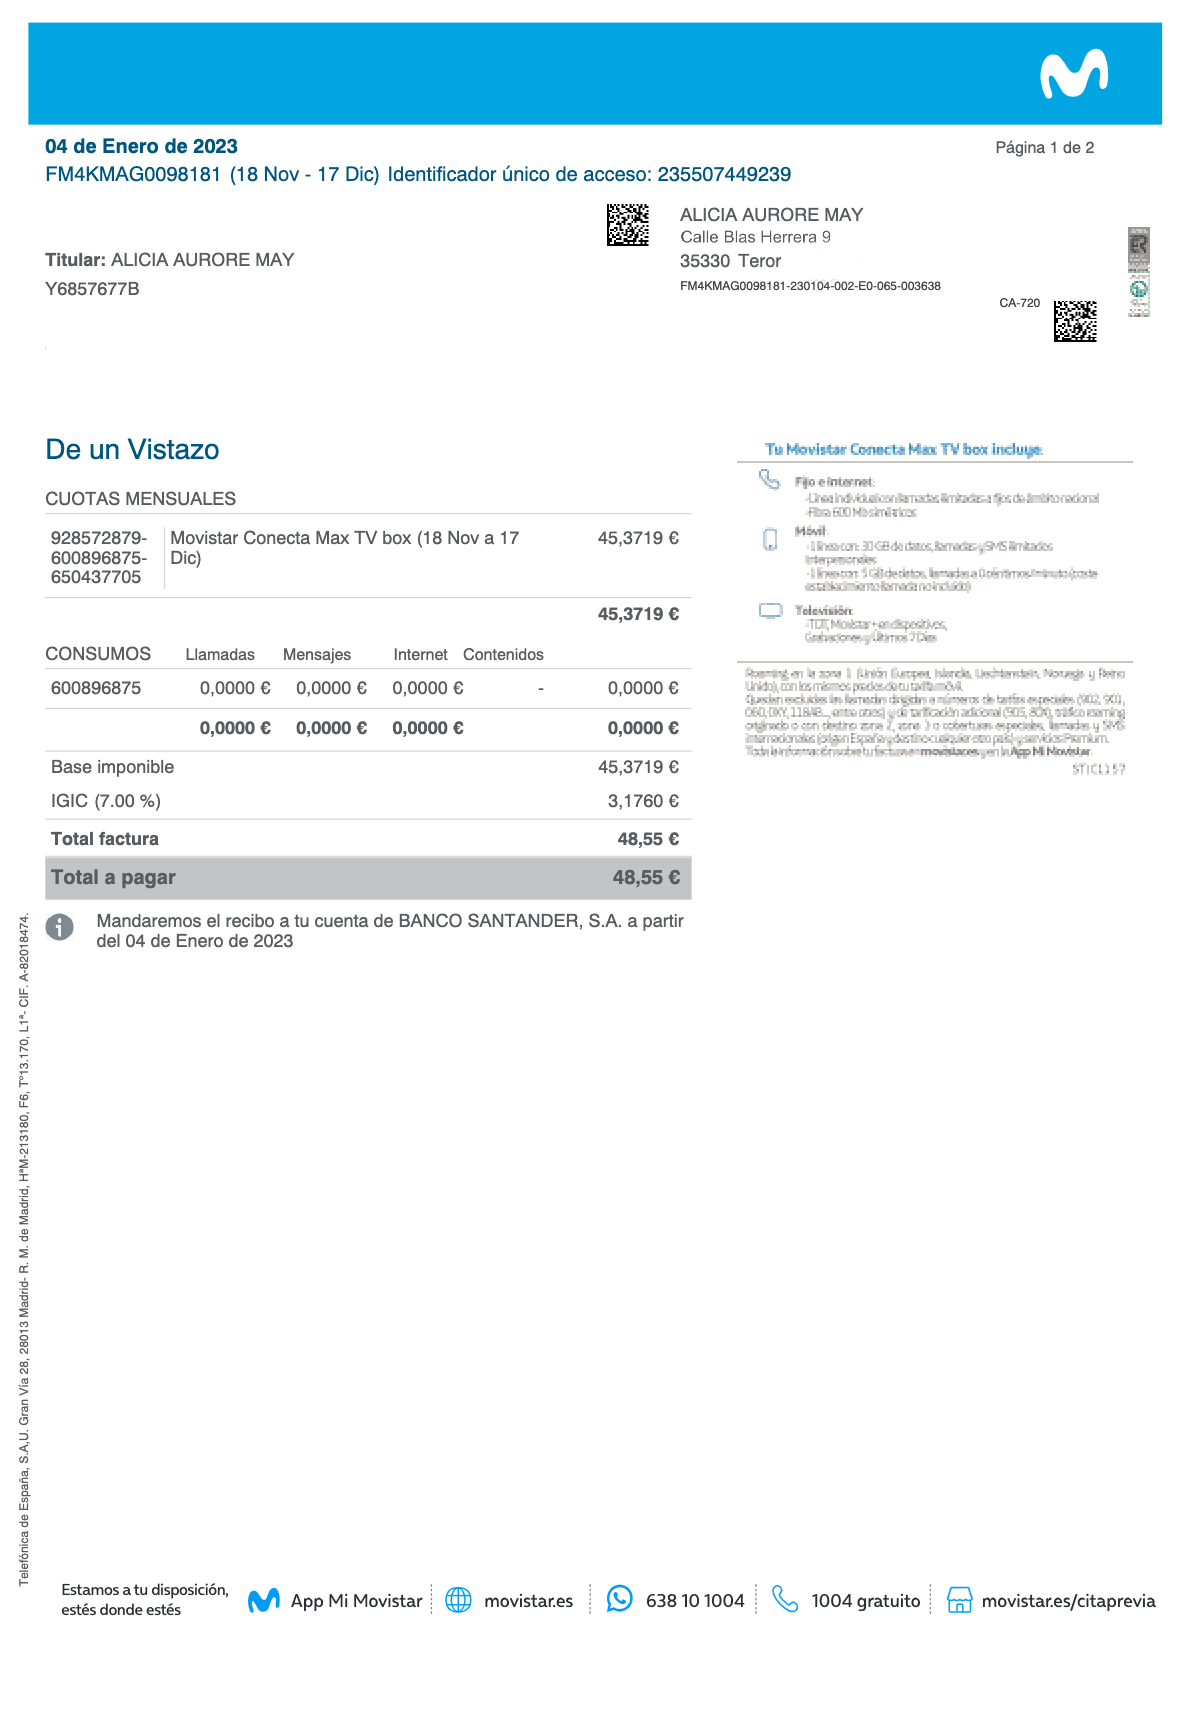 04 de Enero de 2023
Página 1 de 2
FM4KMAG0098181 (18 Nov - 17 Dic) Identificador único de acceso: 235507449239
ALICIA AURORE MAY
Calle Blas Herrera 9
35330 Teror
FM4KMAG0098181-230104-002-E0-065-003638
CA-720
Titular: ALICIA AURORE MAY
Y6857677B
De un Vistazo
CUOTAS MENSUALES
928572879-
600896875-
650437705
Movistar Conecta Max TV box (18 Nov a 17
Dic)
45,3719 €
45,3719 €
CONSUMOS Llamadas Mensajes Internet Contenidos
600896875 0,0000 € 0,0000 € 0,0000 € - 0,0000 €
0,0000 € 0,0000 € 0,0000 € 0,0000 €
Base imponible 45,3719 €
IGIC (7.00 %) 3,1760 €
Total factura 48,55 €
Total a pagar 48,55 €
Mandaremos el recibo a tu cuenta de BANCO SANTANDER, S.A. a partir
del 04 de Enero de 2023
Tu Movistar Conecta Max TV box incluye:
Fijo e Internet:
-Línea individual con llamadas ilimitadas a fijos de ámbito nacional
-Fibra 600 Mb simétricos
Móvil:
-1 línea con: 30 GB de datos, llamadas y SMS ilimitados
interpersonales
-1 línea con: 5 GB de datos, llamadas a 0 céntimos/minuto (coste
establecimiento llamada no incluido)
Televisión:
-TDT, Movistar+ en dispositivos,
Grabaciones y Últimos 7 Días
Roaming en la zona 1 (Unión Europea, Islandia, Liechtenstein, Noruega y Reino
Unido), con los mismos precios de tu tarifa móvil.
Quedan excluidas las llamadas dirigidas a números de tarifas especiales (902, 901,
0XY, 118AB..., entre otros) y de tarificación adicional (905, 80X), tráfico roaming
originado o con destino zona 2, zona 3 o coberturas especiales, llamadas y SMS
internacionales (origen España y destino cualquier otro país) y servicios Premium.
Toda la información sobre tu factura en movistar.es y en la App Mi Movistar.
STIC1157
Telefónica de España, S.A,U. Gran Vía 28, 28013 Madrid- R. M. de Madrid, HªM-213180, F6, Tº13.170, L1ª- CIF. A-82018474.
Estamos a tu disposición,
estés donde estés
App Mi Movistar movistar.es 638 10 1004 1004 gratuito movistar.es/citaprevia